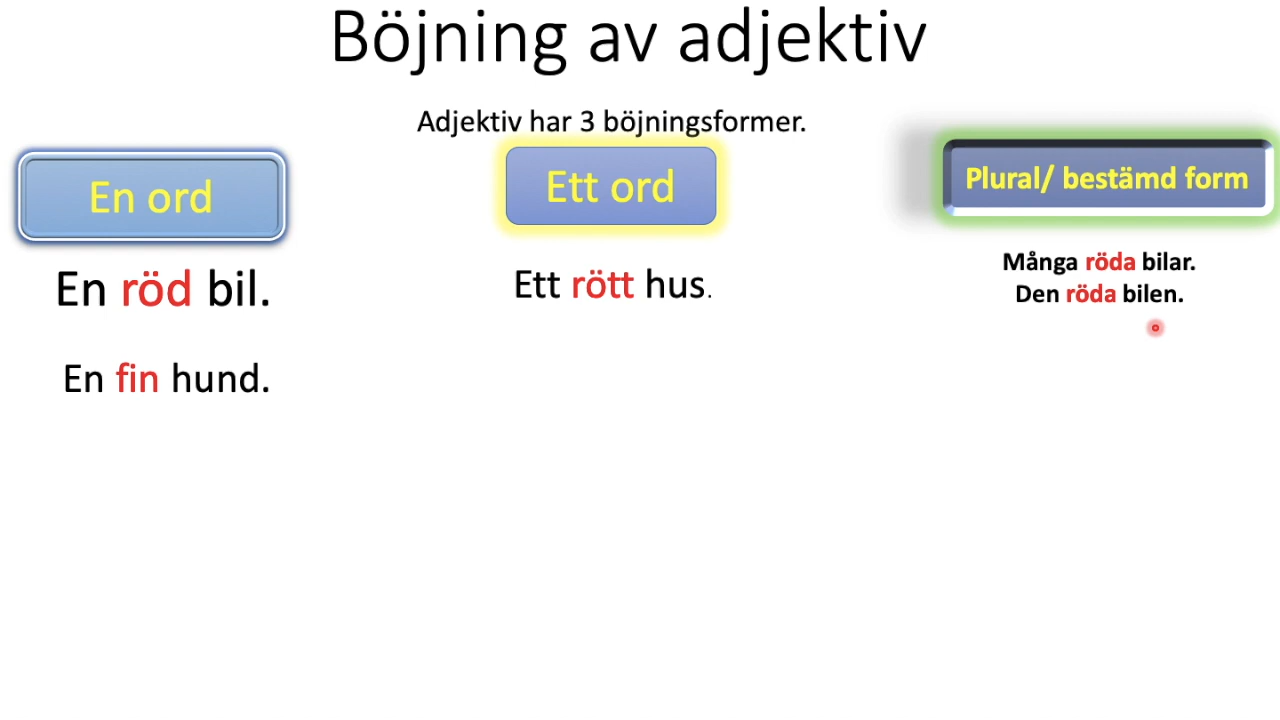 Böjning av adjektiv
Adjektiv har 3 böjningsformer.
En ord
Ett ord
Plural/ bestämd form
En röd bil.
Ett rött hus.
Många röda bilar.
Den röda bilen.
En fin hund.